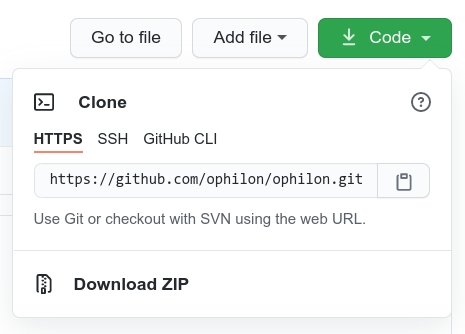 Go to file Add file Code
Clone
HTTPS SSH GitHub CLI
https://github.com/ophilon/ophilon.git
Use Git or checkout with SVN using the web URL.
Download ZIP